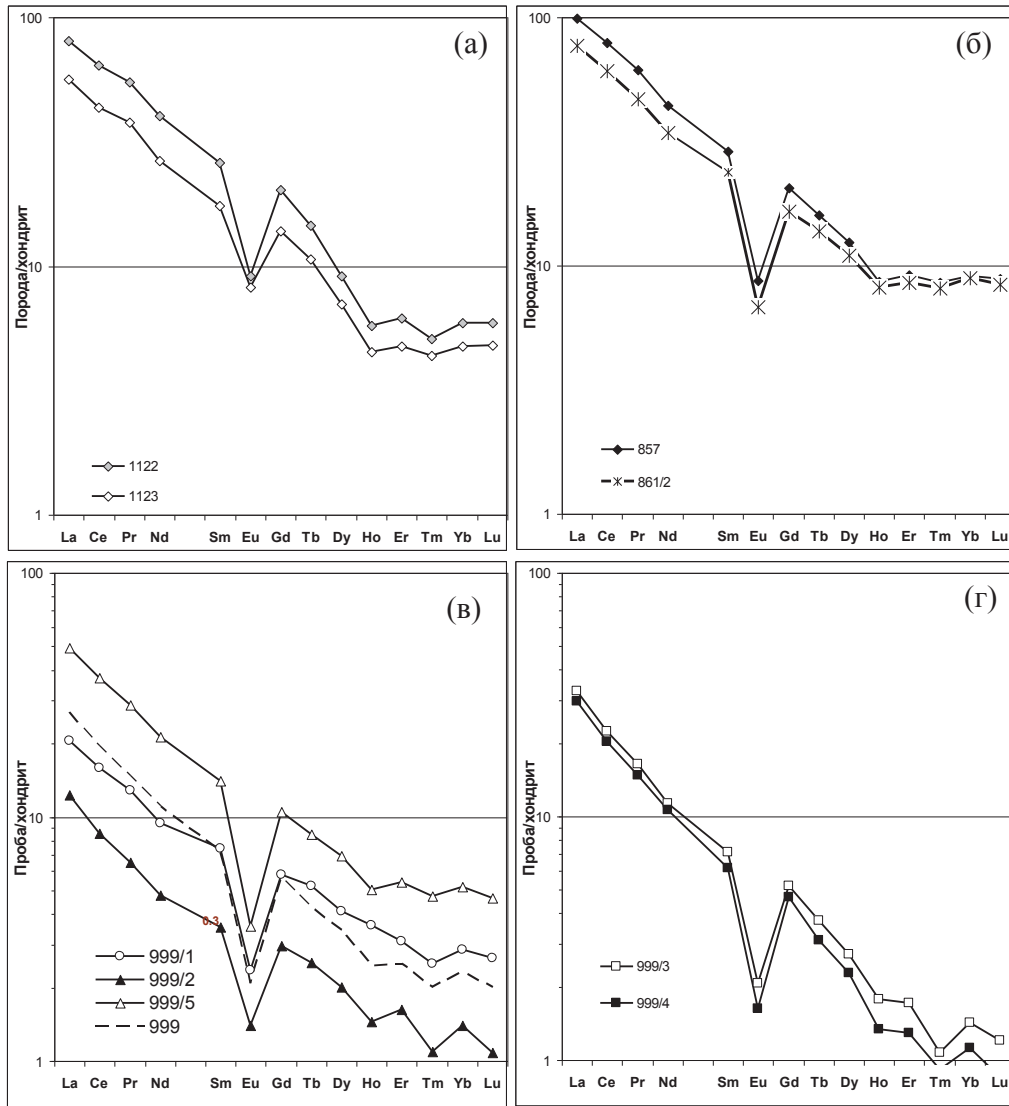 (а)
100
10
1
Порода/хондрит
1122
1123
La Ce Pr Nd Sm Eu Gd Tb Dy Ho Er Tm Yb Lu
(б)
100
10
1
Порода/хондрит
857
861/2
La Ce Pr Nd Sm Eu Gd Tb Dy Ho Er Tm Yb Lu
(в)
100
10
1
Проба/хондрит
0.3
999/1
999/2
999/5
999
La Ce Pr Nd Sm Eu Gd Tb Dy Ho Er Tm Yb Lu
(г)
100
10
1
Проба/хондрит
999/3
999/4
La Ce Pr Nd Sm Eu Gd Tb Dy Ho Er Tm Yb Lu